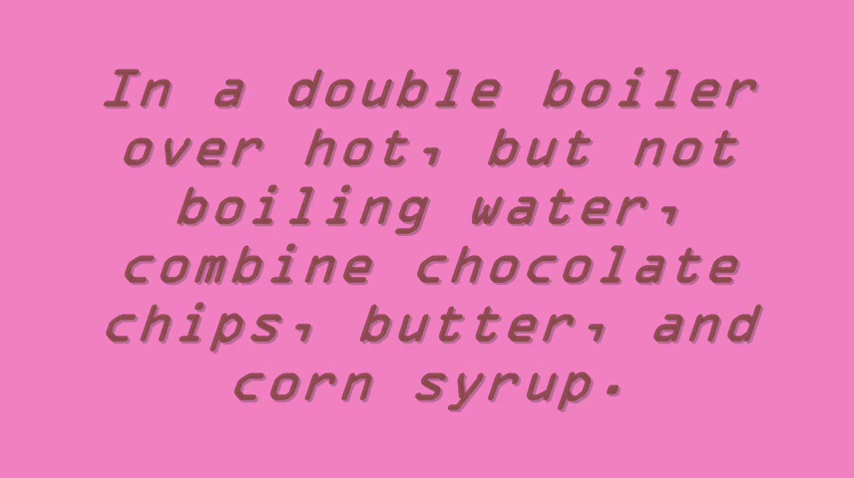 In a double boiler
over hot, but not
boiling water,
combine chocolate
chips, butter, and
corn syrup.